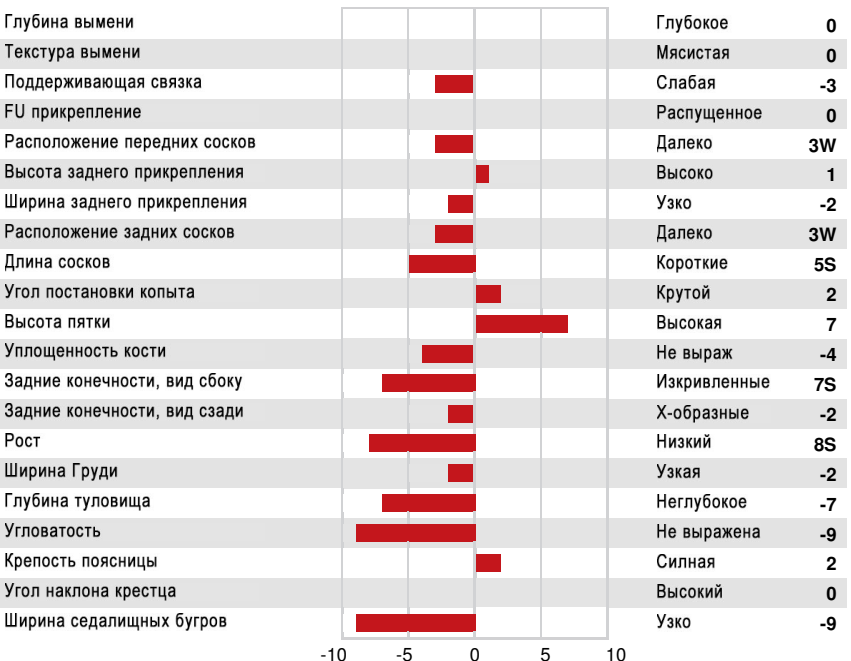 Глубина вымени Глубокое 0
Текстура вымени Мясистая 0
Поддерживающая связка Слабая -3
FU прикрепление Распущенное 0
Расположение передних сосков Далеко 3W
Высота заднего прикрепления Высоко 1
Ширина заднего прикрепления Узко -2
Расположение задних сосков Далеко 3W
Длина сосков Короткие 5S
Угол постановки копыта Крутой 2
Высота пятки Высокая 7
Уплощенность кости Не выраж -4
Задние конечности, вид сбоку Изкривленные 7S
Задние конечности, вид сзади Х-образные -2
Рост Низкий 8S
Ширина Груди Узкая -2
Глубина туловища Неглубокое -7
Угловатость Не выражена -9
Крепость поясницы Силная 2
Угол наклона крестца Высокий 0
Ширина седалищных бугров Узко -9
-10 -5 0 5 10